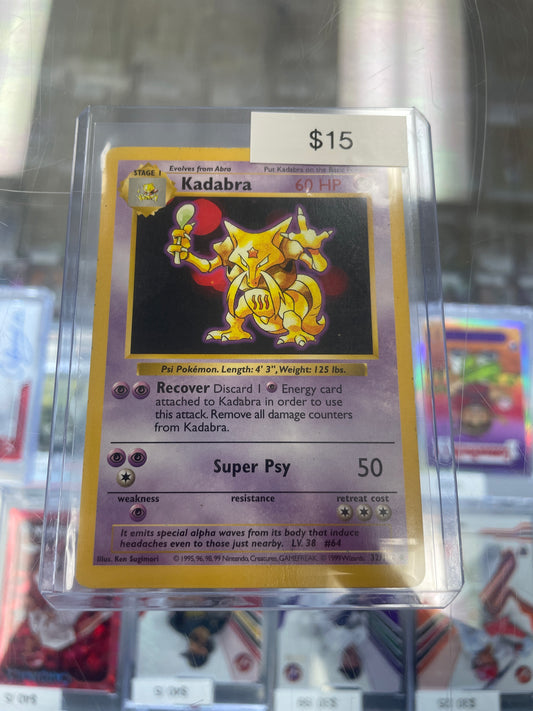 $15
STAGE 1
Evolves from Abra
Put Kadabra on the Basic
Kadabra
60 HP
Psi Pokémon. Length: 4' 3", Weight: 125 lbs.
Recover Discard 1 Energy card
attached to Kadabra in order to use
this attack. Remove all damage counters
from Kadabra.
Super Psy 50
weakness resistance retreat cost
It emits special alpha waves from its body that induce
headaches even to those just nearby. LV. 38 #64
Illus. Ken Sugimori © 1995, 96, 98, 99 Nintendo, Creatures, GAMEFREAK. © 1999 Wizards.